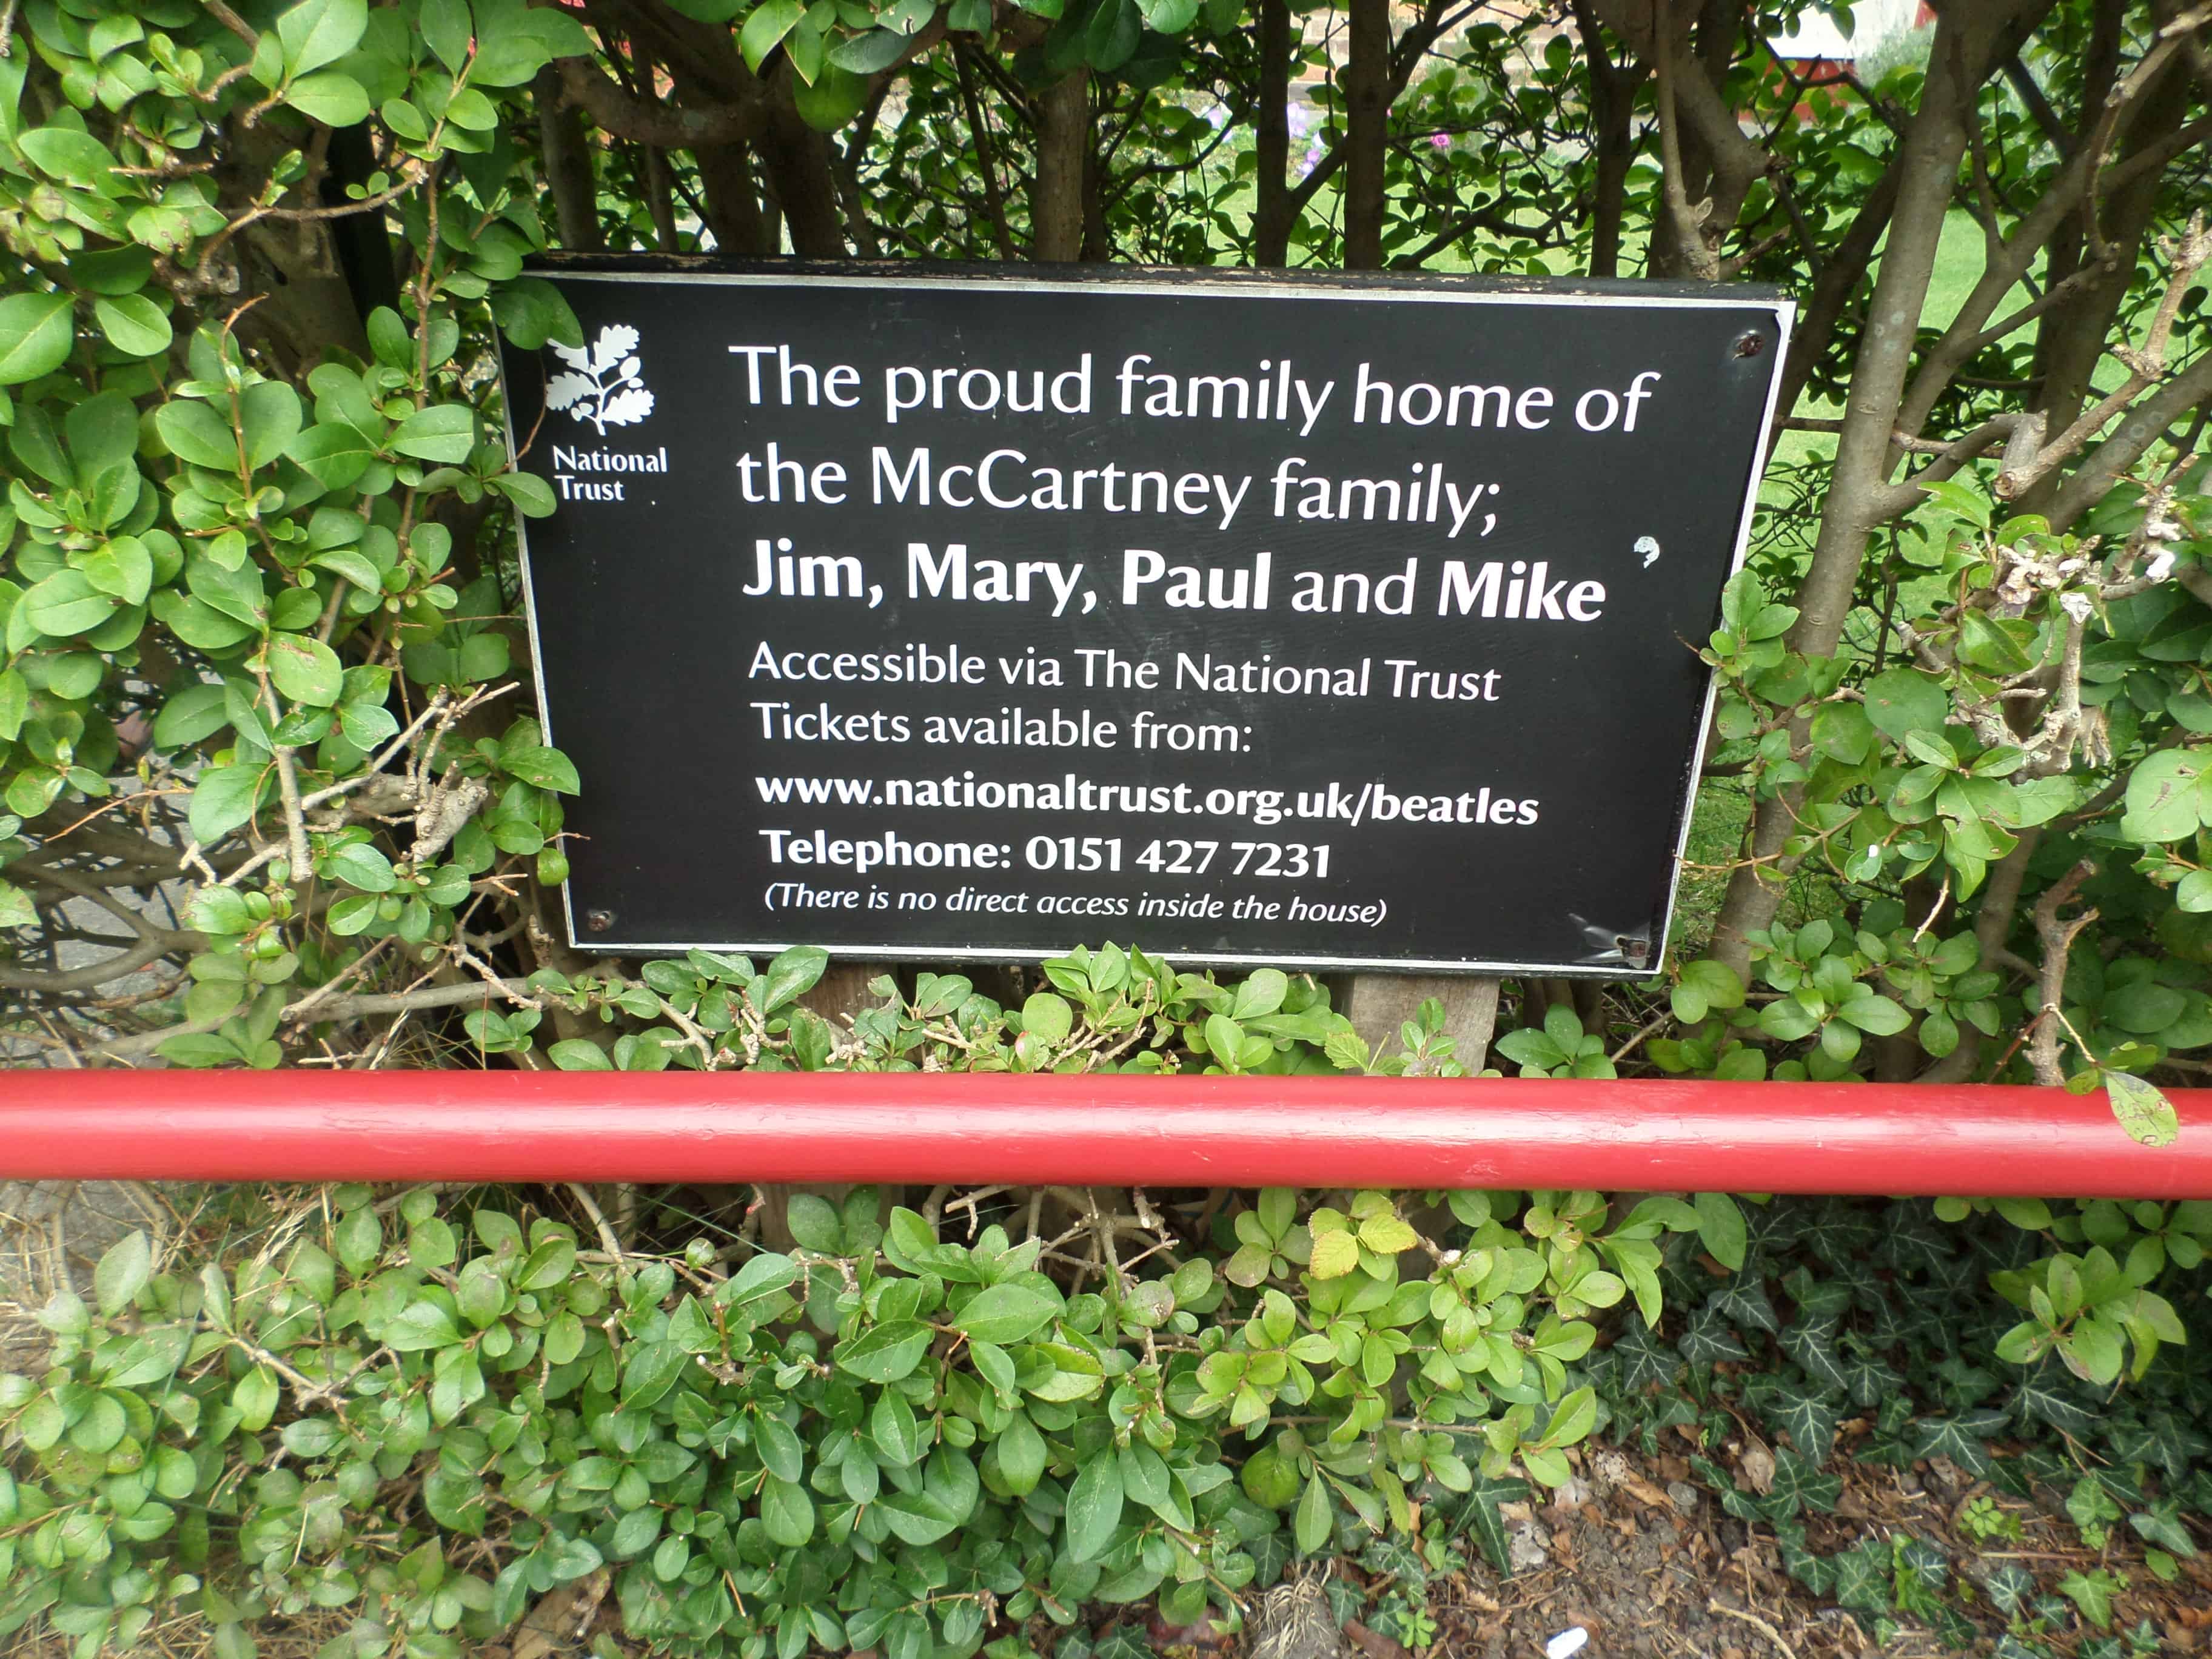 National
Trust
The proud family home of
the McCartney family;
Jim, Mary, Paul and Mike
Accessible via The National Trust
Tickets available from:
www.nationaltrust.org.uk/beatles
Telephone: 0151 427 7231
(There is no direct access inside the house)